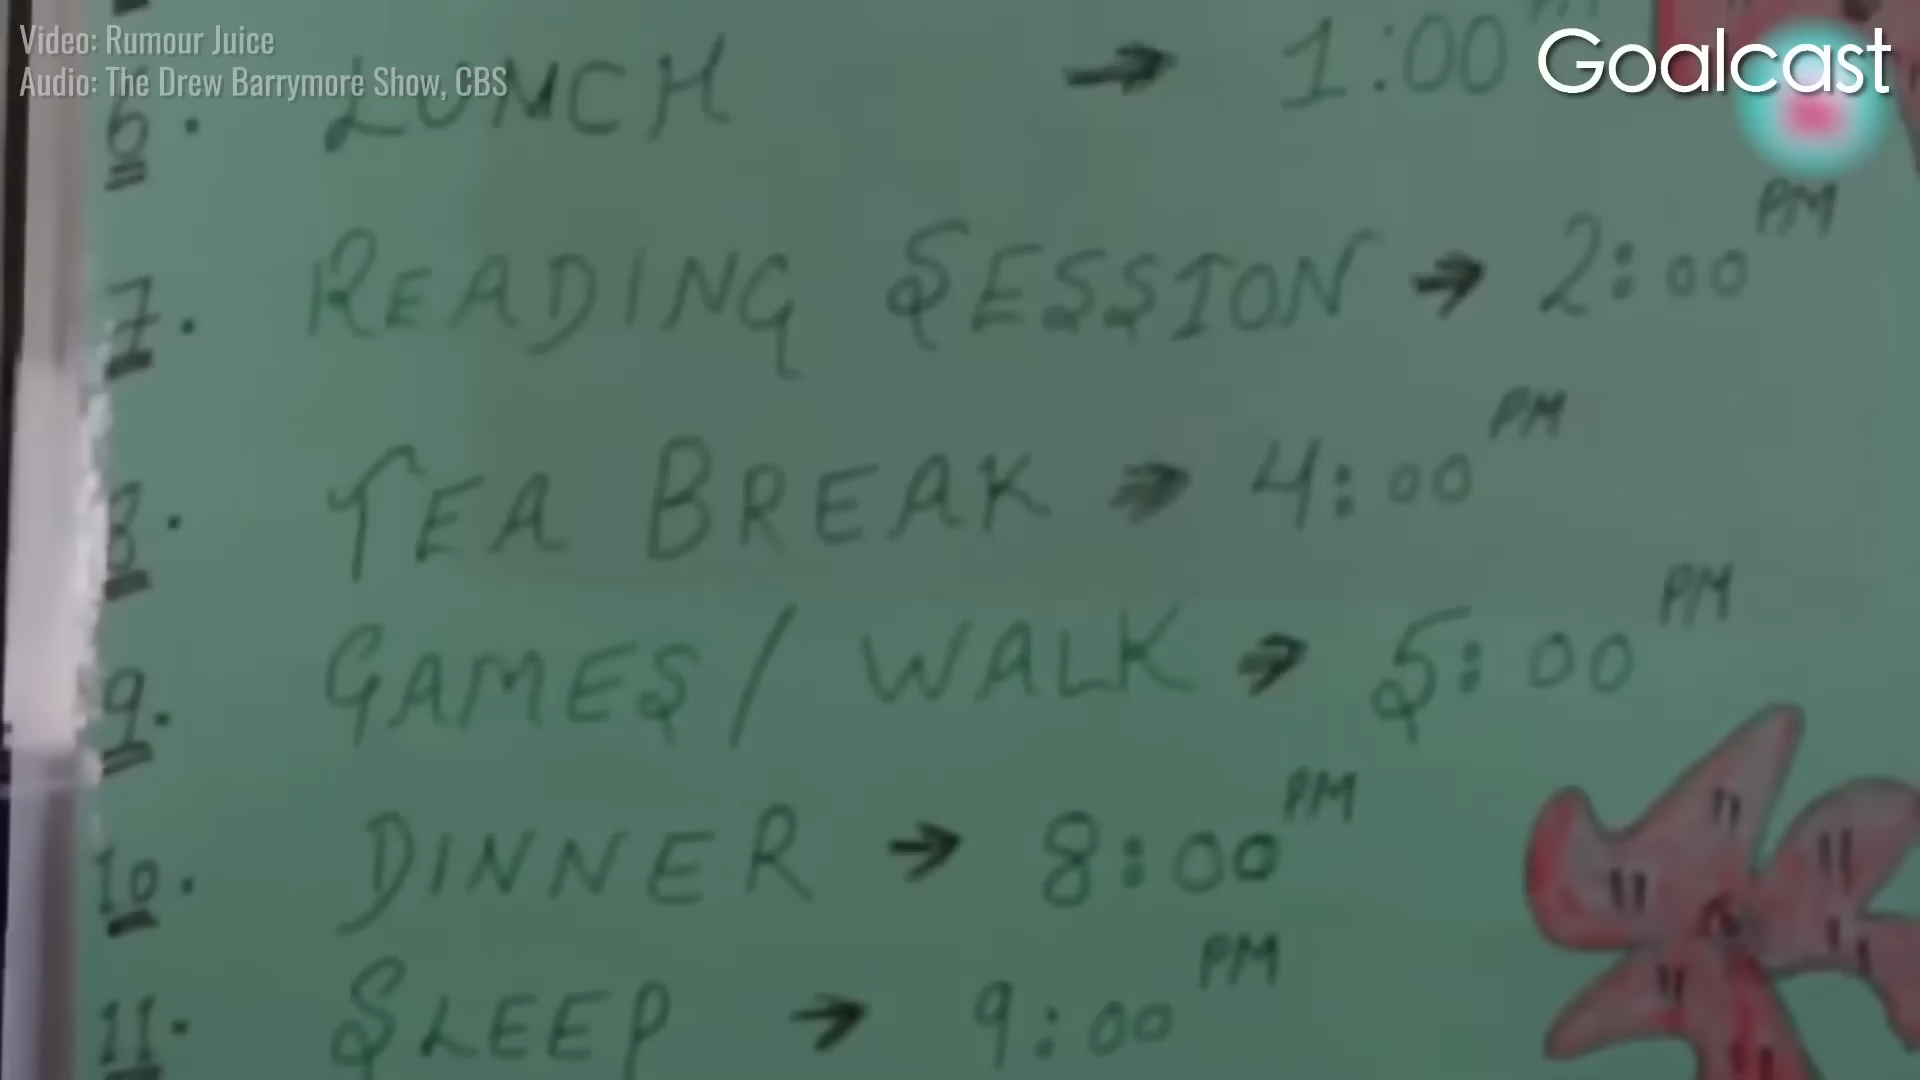 Video: Rumour Juice
Audio: The Drew Barrymore Show, CBS
Goalcast
6. LUNCH → 1:00 PM
7. READING SESSION → 2:00 PM
8. TEA BREAK → 4:00 PM
9. GAMES/WALK → 5:00 PM
10. DINNER → 8:00 PM
11. SLEEP → 9:00 PM